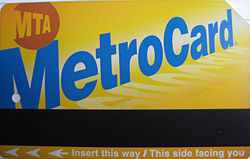 MTA
MetroCard
Insert this way / This side facing you